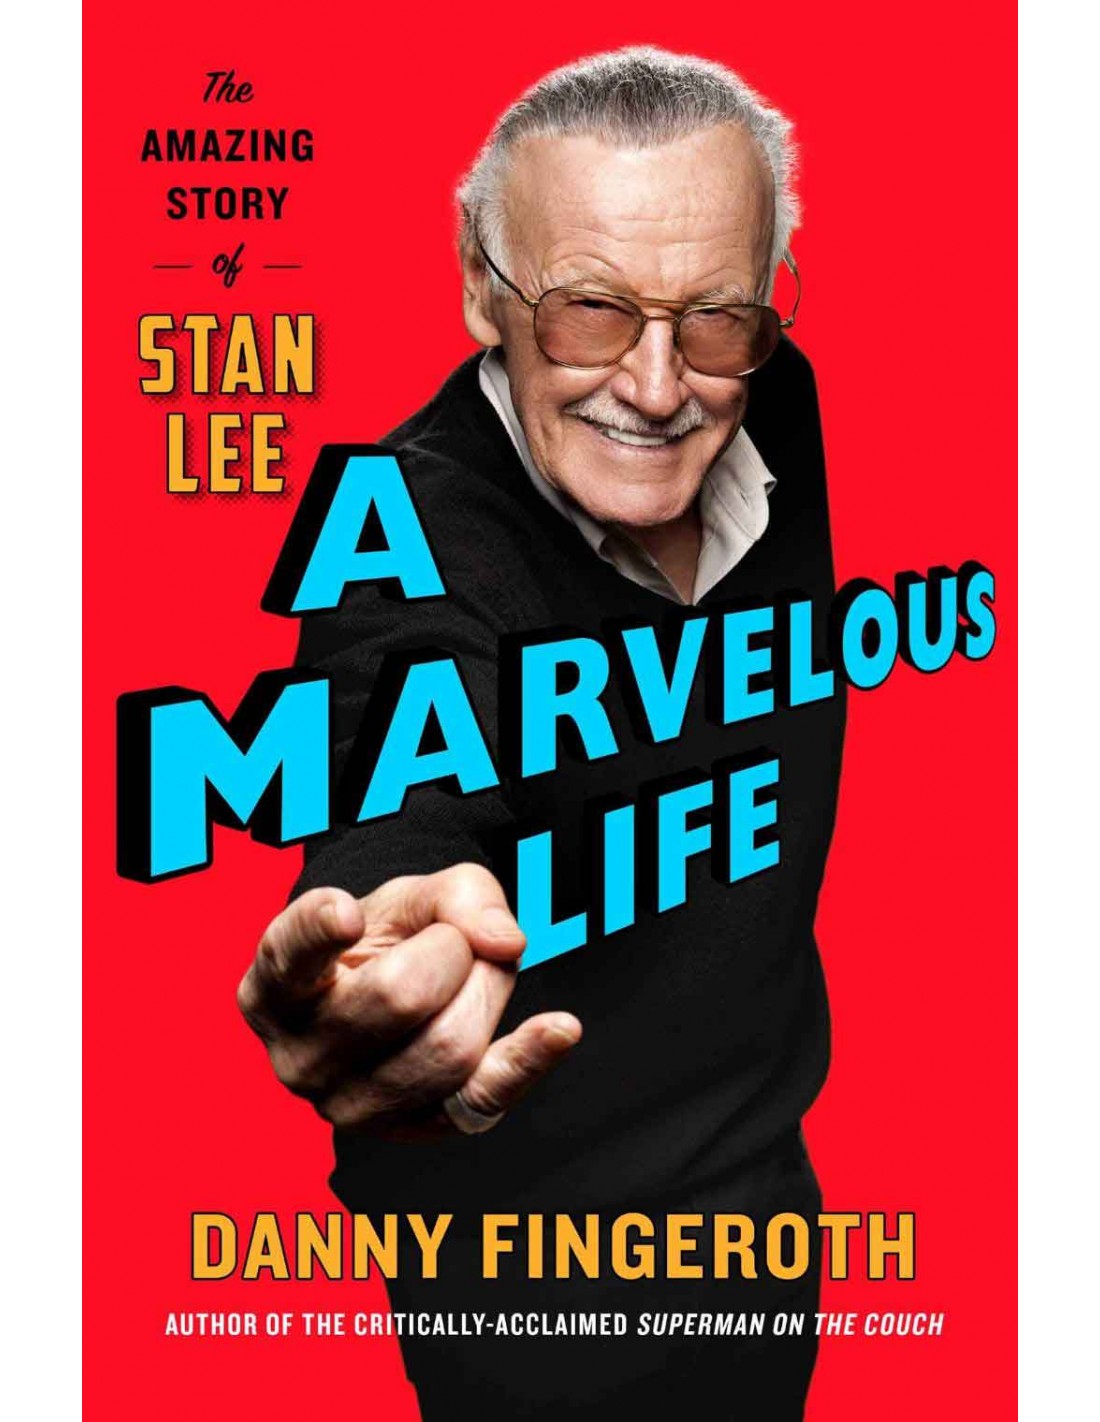 The
AMAZING
STORY
of
STAN
LEE
A
MARVELOUS
LIFE
DANNY FINGEROTH
AUTHOR OF THE CRITICALLY-ACCLAIMED SUPERMAN ON THE COUCH